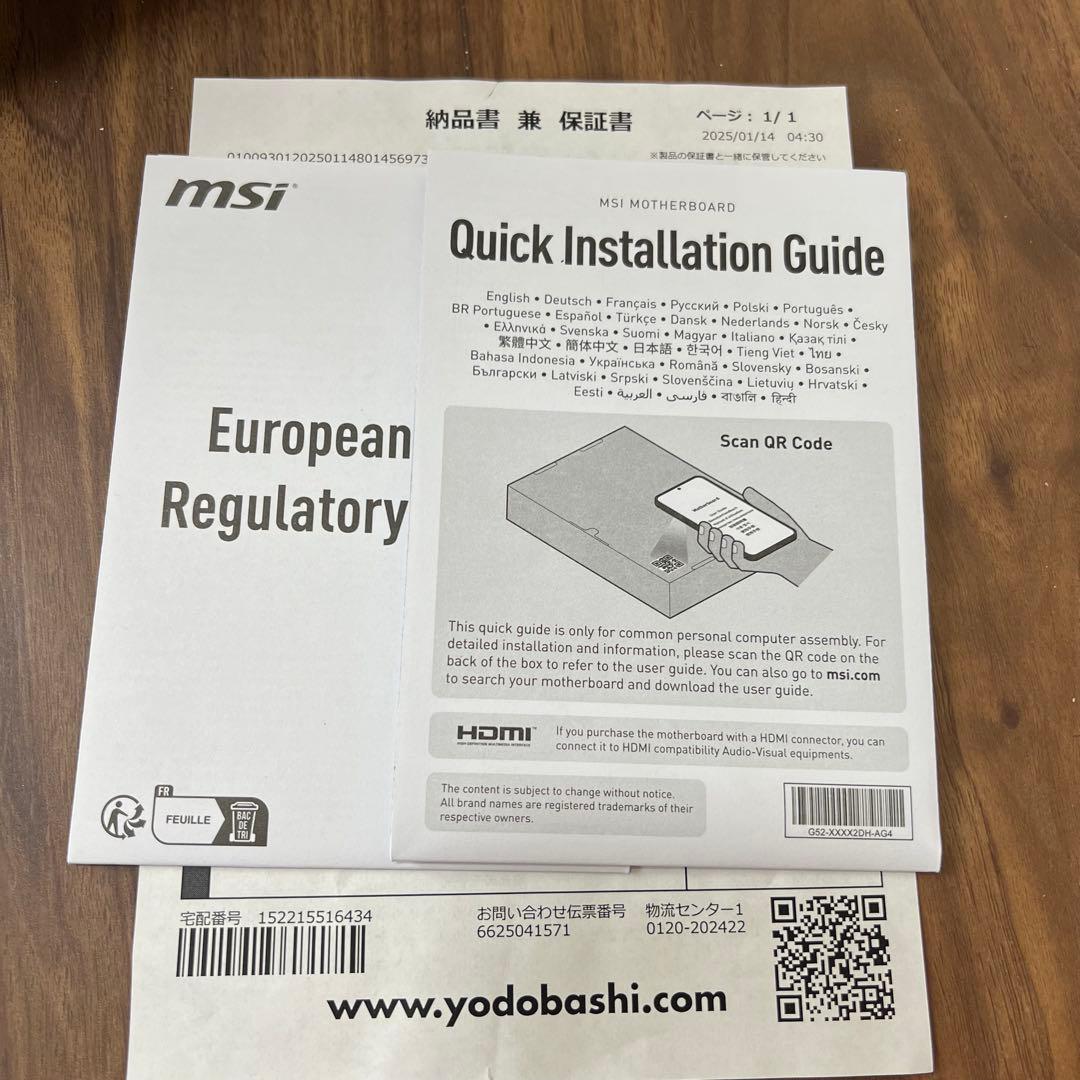 納品書 兼 保証書
ページ： 1/ 1
2025/01/14 04:30
※製品の保証書と一緒に保管してください
010093012025011480145697３
msi
European
Regulatory
MSI MOTHERBOARD
Quick Installation Guide
English • Deutsch • Français • Русский • Polski • Português •
BR Portuguese • Español • Türkçe • Dansk • Nederlands • Norsk • Česky
• Ελληνικά • Svenska • Suomi • Magyar • Italiano • Қазақ тілі •
繁體中文 • 簡体中文 • 日本語 • 한국어 • Tieng Viet • ไทย •
Bahasa Indonesia • Українська • Română • Slovensky • Bosanski •
Български • Latviski • Srpski • Slovenščina • Lietuvių • Hrvatski •
Eesti • العربية • فارسی • বাঙালি • हिन्दी
Scan QR Code
Motherboard
This quick guide is only for common personal computer assembly. For
detailed installation and information, please scan the QR code on the
back of the box to refer to the user guide. You can also go to msi.com
to search your motherboard and download the user guide.
HDMI™
HIGH-DEFINITION MULTIMEDIA INTERFACE
If you purchase the motherboard with a HDMI connector, you can
connect it to HDMI compatibility Audio-Visual equipments.
The content is subject to change without notice.
All brand names are registered trademarks of their
respective owners.
G52-XXXX2DH-AG4
FR
FEUILLE
BAC
DE
TRI
宅配番号 152215516434
お問い合わせ伝票番号
6625041571
物流センター1
0120-202422
www.yodobashi.com